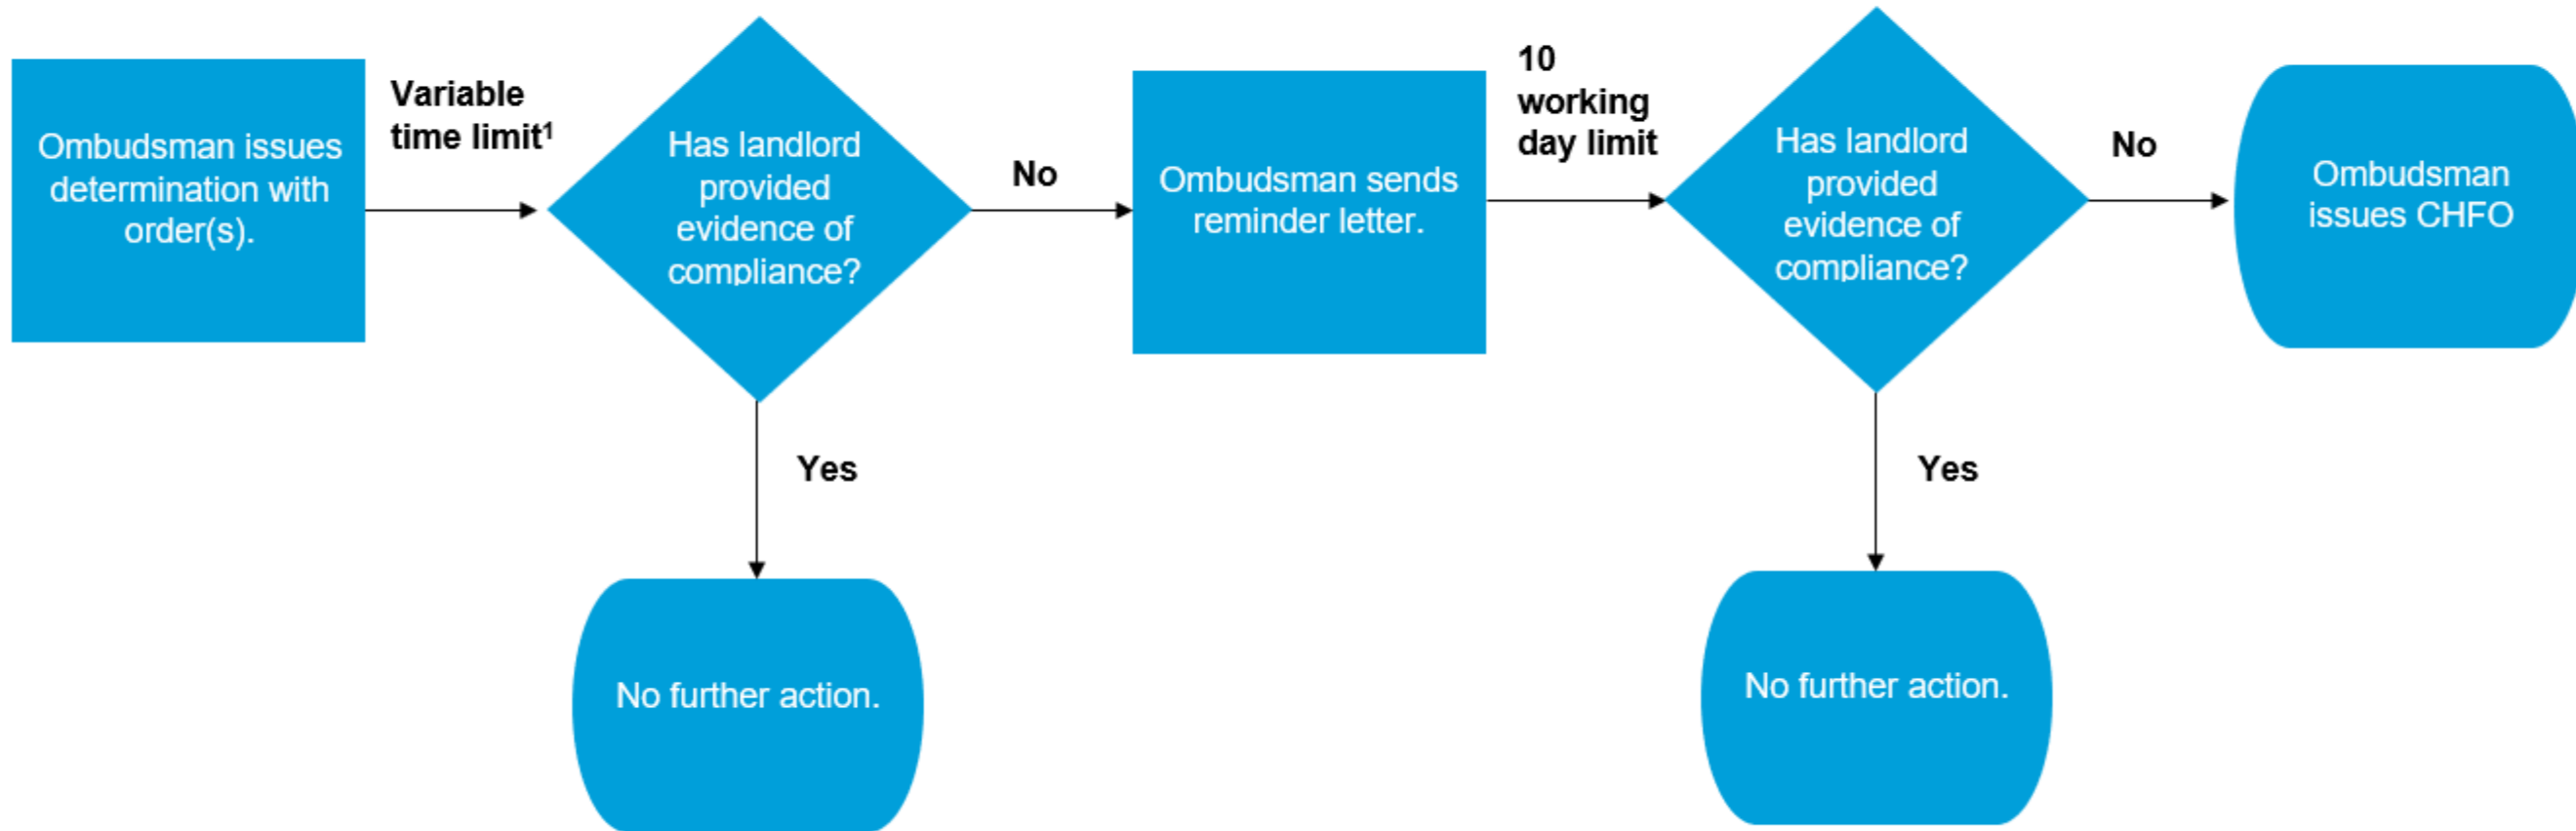 Ombudsman issues
determination with
order(s).
Variable
time limit¹
Has landlord
provided
evidence of
compliance?
No
Ombudsman sends
reminder letter.
10
working
day limit
Has landlord
provided
evidence of
compliance?
No
Ombudsman
issues CHFO
Yes
Yes
No further action.
No further action.